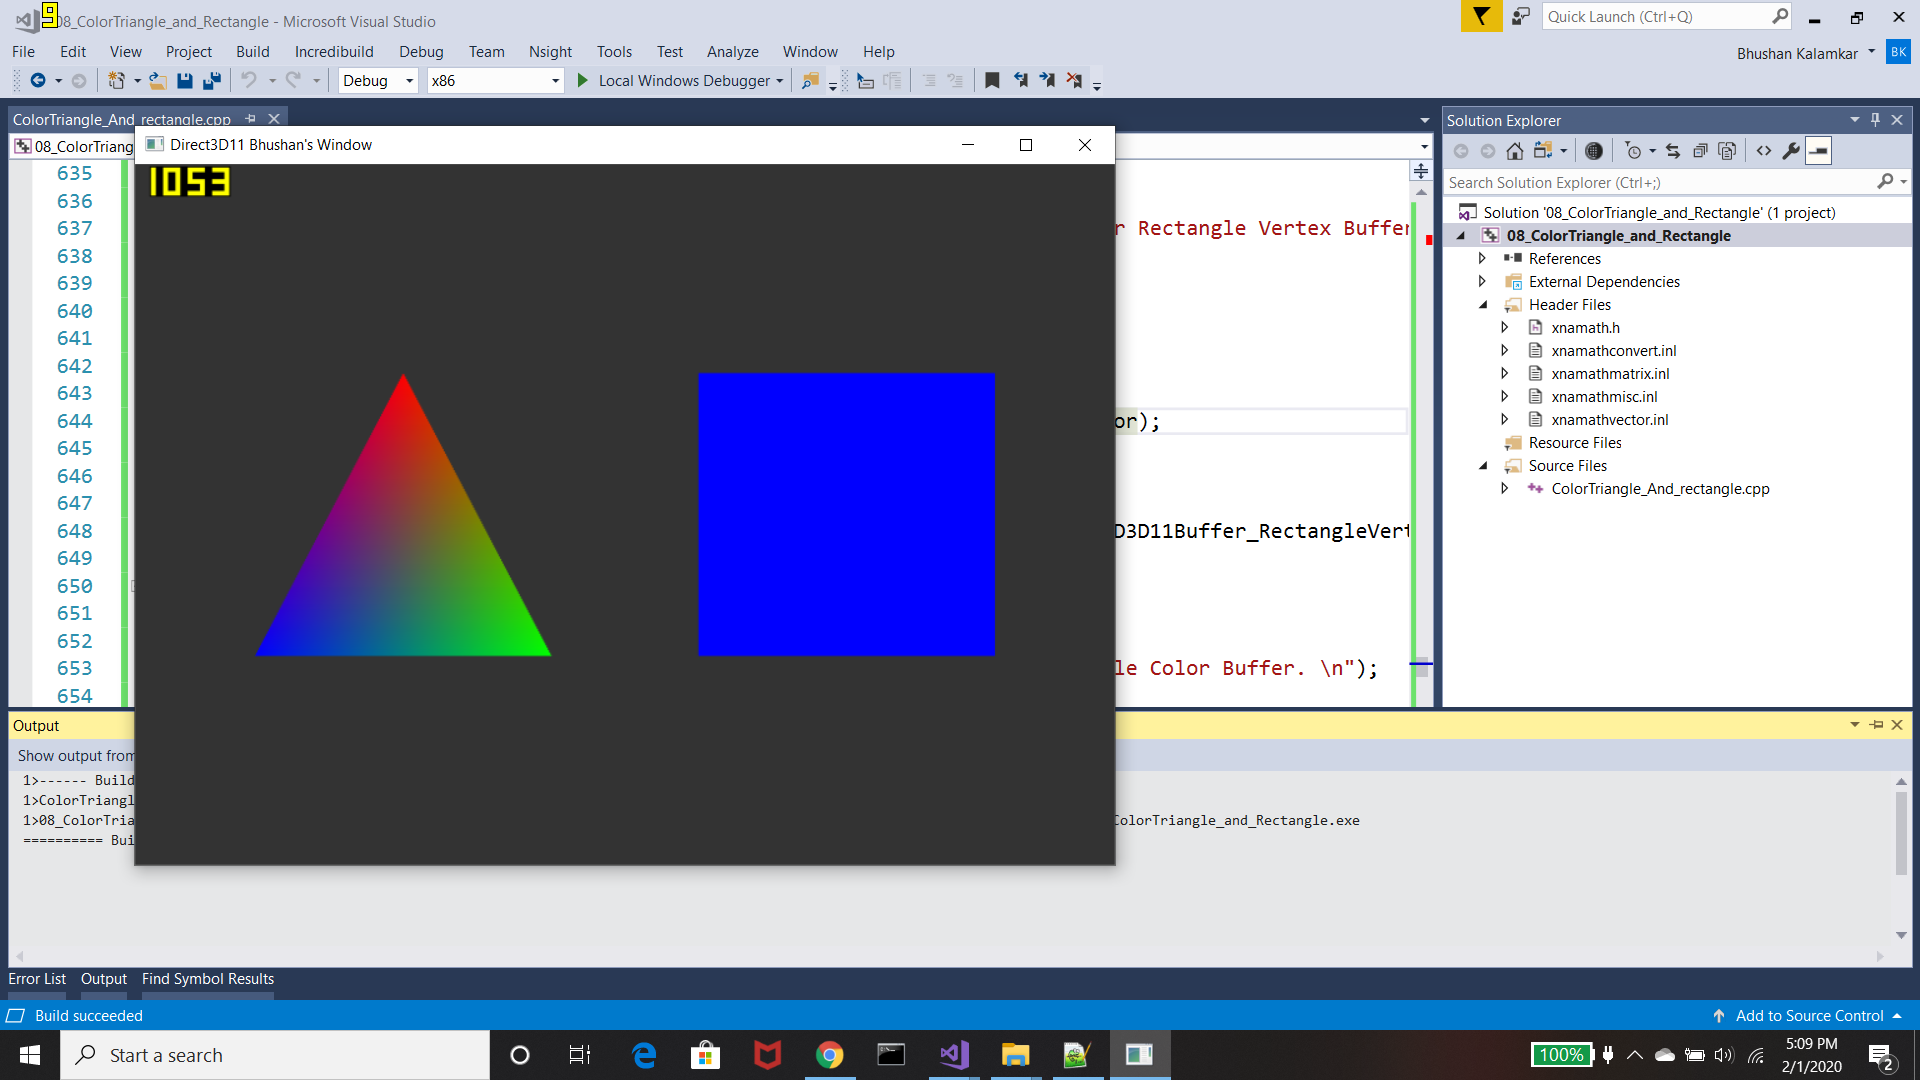 9
08_ColorTriangle_and_Rectangle - Microsoft Visual Studio
Quick Launch (Ctrl+Q)
File Edit View Project Build Incredibuild Debug Team Nsight Tools Test Analyze Window Help
Bhushan Kalamkar BK
Debug x86 Local Windows Debugger
ColorTriangle_And_rectangle.cpp
08_ColorTriang
Direct3D11 Bhushan's Window
1053
635
636
637 r Rectangle Vertex Buffer
638
639
640
641
642
643
644 or);
645
646
647
648 D3D11Buffer_RectangleVert
649
650
651
652
653 le Color Buffer. \n");
654
Solution Explorer
Search Solution Explorer (Ctrl+;)
Solution '08_ColorTriangle_and_Rectangle' (1 project)
08_ColorTriangle_and_Rectangle
References
External Dependencies
Header Files
xnamath.h
xnamathconvert.inl
xnamathmatrix.inl
xnamathmisc.inl
xnamathvector.inl
Resource Files
Source Files
ColorTriangle_And_rectangle.cpp
Output
Show output from
1>------ Build
1>ColorTriangl
1>08_ColorTria ColorTriangle_and_Rectangle.exe
========== Bui
Error List Output Find Symbol Results
Build succeeded
Add to Source Control
Start a search
100%
5:09 PM
2/1/2020
2